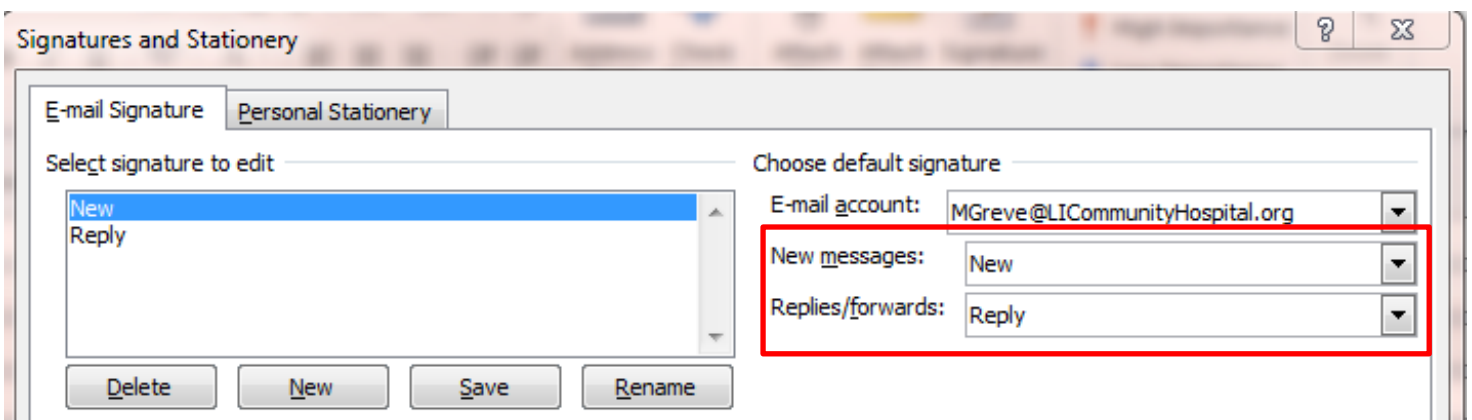 Signatures and Stationery
E-mail Signature
Personal Stationery
Select signature to edit
New
Reply
Delete
New
Save
Rename
Choose default signature
E-mail account: MGreve@LICommunityHospital.org
New messages: New
Replies/forwards: Reply